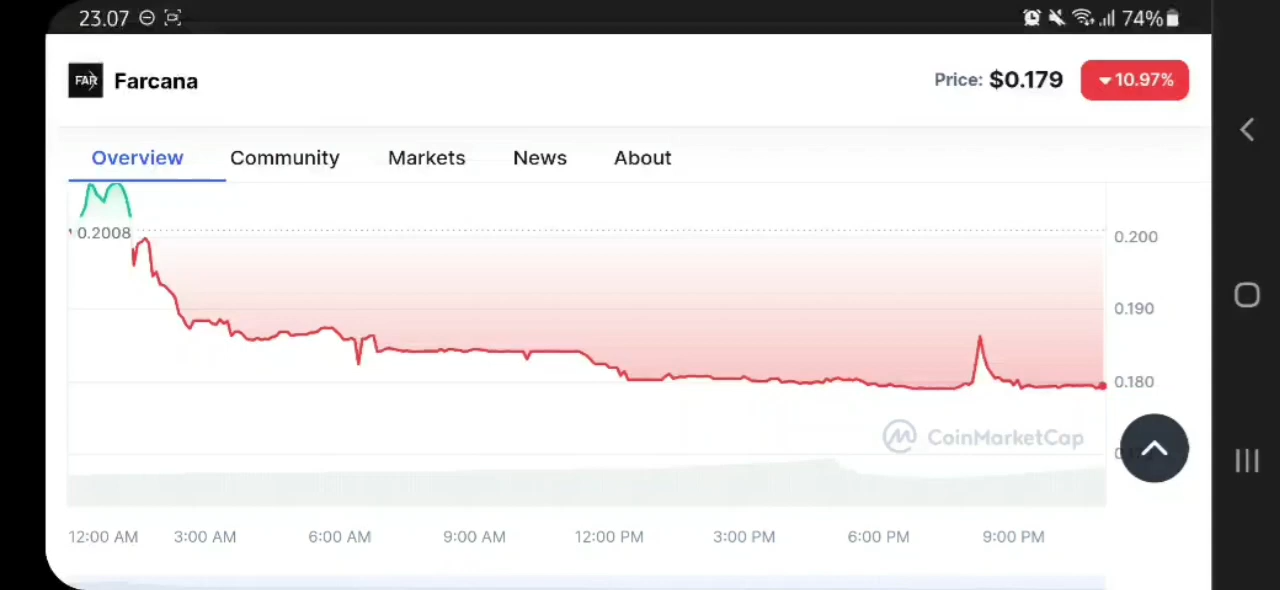 23.07 74%
FAR Farcana Price: $0.179 10.97%
Overview Community Markets News About
0.2008
0.200
0.190
0.180
CoinMarketCap
12:00 AM 3:00 AM 6:00 AM 9:00 AM 12:00 PM 3:00 PM 6:00 PM 9:00 PM